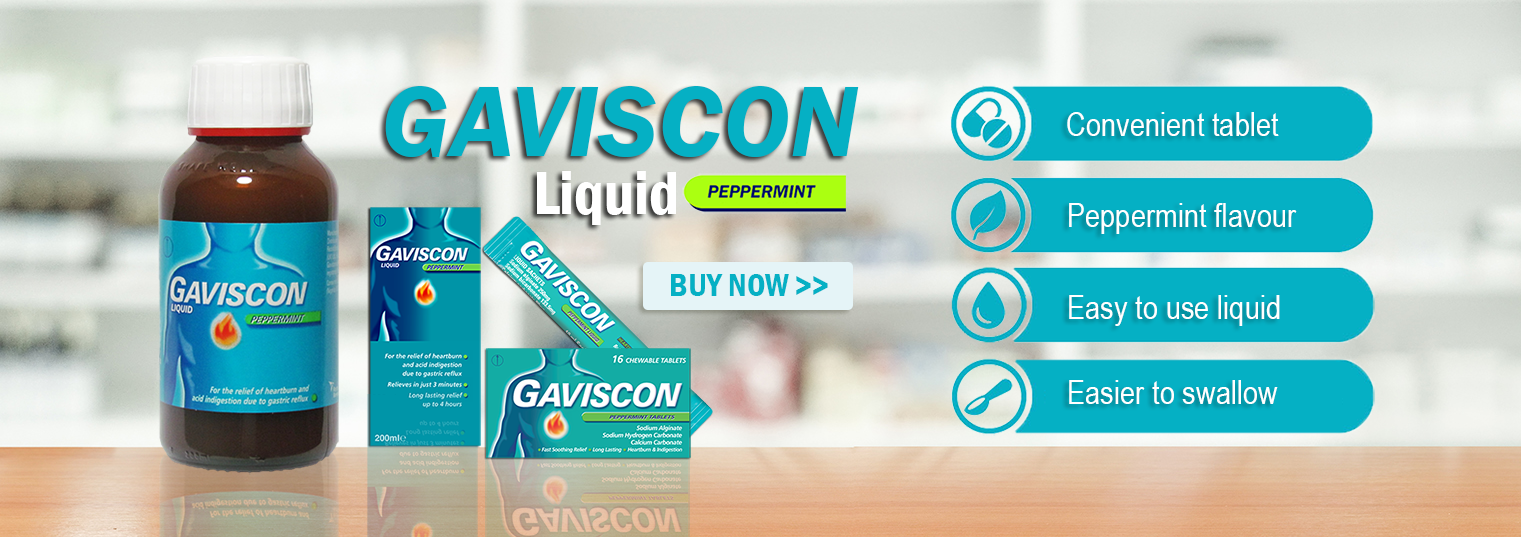 GAVISCON
Liquid PEPPERMINT
BUY NOW >>
Convenient tablet
Peppermint flavour
Easy to use liquid
Easier to swallow
GAVISCON
LIQUID
PEPPERMINT
For the relief of heartburn and
acid indigestion due to gastric reflux
GAVISCON
LIQUID PEPPERMINT
For the relief of heartburn
and acid indigestion
due to gastric reflux
Relieves in just 3 minutes
Long lasting relief
up to 4 hours
200ml℮
GAVISCON
LIQUID SACHETS
16 CHEWABLE TABLETS
GAVISCON
PEPPERMINT TABLETS
Sodium Alginate
Sodium Hydrogen Carbonate
Calcium Carbonate
• Fast Soothing Relief • Long Lasting • Heartburn & Indigestion